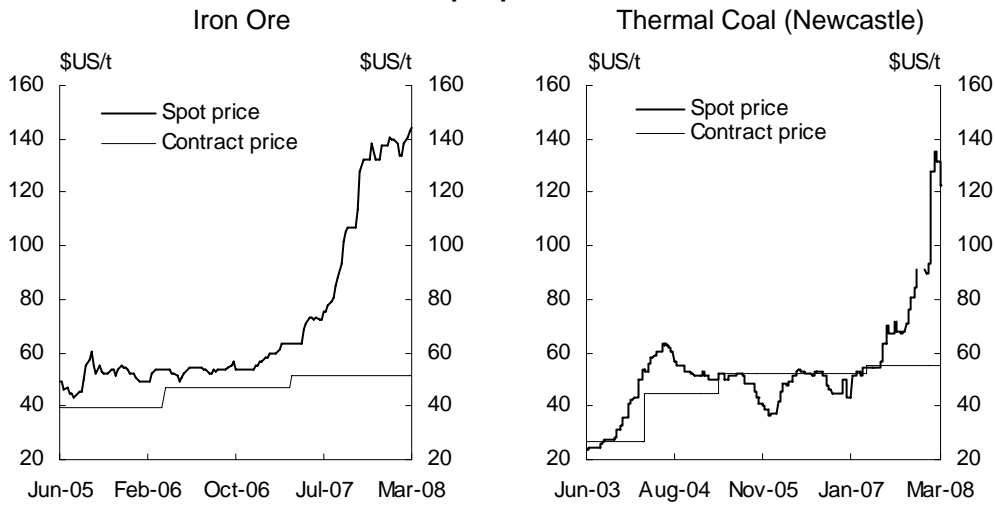 Iron Ore
$US/t $US/t
160 160
Spot price
140 140
Contract price
120 120
100 100
80 80
60 60
40 40
20 20
Jun-05 Feb-06 Oct-06 Jul-07 Mar-08
Thermal Coal (Newcastle)
$US/t $US/t
160 160
Spot price
Contract price
140 140
120 120
100 100
80 80
60 60
40 40
20 20
Jun-03 Aug-04 Nov-05 Jan-07 Mar-08